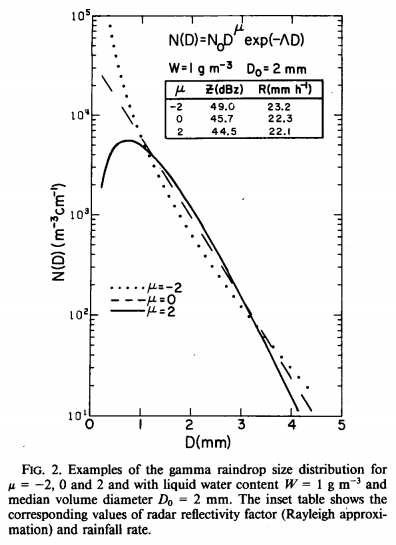 10⁵
N(D)=N₀D^μ exp(-ΛD)
W=1 g m⁻³ D₀=2 mm
μ Z(dBz) R(mm h⁻¹)
-2 49.0 23.2
0 45.7 22.3
2 44.5 22.1
10⁴
10³
N(D) (m⁻³cm⁻¹)
μ=-2
μ=0
μ=2
10²
10¹
0 1 2 3 4 5
D(mm)
FIG. 2. Examples of the gamma raindrop size distribution for
μ = −2, 0 and 2 and with liquid water content W = 1 g m⁻³ and
median volume diameter D₀ = 2 mm. The inset table shows the
corresponding values of radar reflectivity factor (Rayleigh approxi-
mation) and rainfall rate.